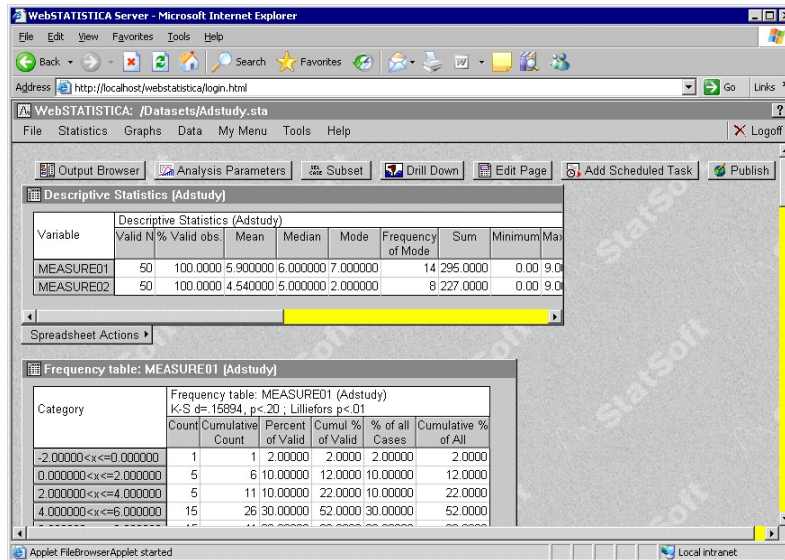 WebSTATISTICA Server - Microsoft Internet Explorer
File Edit View Favorites Tools Help
Back Search Favorites
Address http://localhost/webstatistica/login.html Go Links
WebSTATISTICA: /Datasets/Adstudy.sta
File Statistics Graphs Data My Menu Tools Help Logoff
Output Browser Analysis Parameters SEL CASE Subset Drill Down Edit Page Add Scheduled Task Publish
Descriptive Statistics (Adstudy)
Descriptive Statistics (Adstudy)
Variable Valid N % Valid obs. Mean Median Mode Frequency of Mode Sum Minimum Max
MEASURE01 50 100.0000 5.900000 6.000000 7.000000 14 295.0000 0.00 9.0
MEASURE02 50 100.0000 4.540000 5.000000 2.000000 8 227.0000 0.00 9.0
Spreadsheet Actions
StatSoft
Frequency table: MEASURE01 (Adstudy)
Frequency table: MEASURE01 (Adstudy)
K-S d=.15894, p<.20 ; Lilliefors p<.01
Category Count Cumulative Count Percent of Valid Cumul % of Valid % of all Cases Cumulative % of All
-2.00000<x<=0.000000 1 1 2.00000 2.0000 2.00000 2.0000
0.000000<x<=2.000000 5 6 10.00000 12.0000 10.00000 12.0000
2.000000<x<=4.000000 5 11 10.00000 22.0000 10.00000 22.0000
4.000000<x<=6.000000 15 26 30.00000 52.0000 30.00000 52.0000
StatSoft
Applet FileBrowserApplet started Local intranet